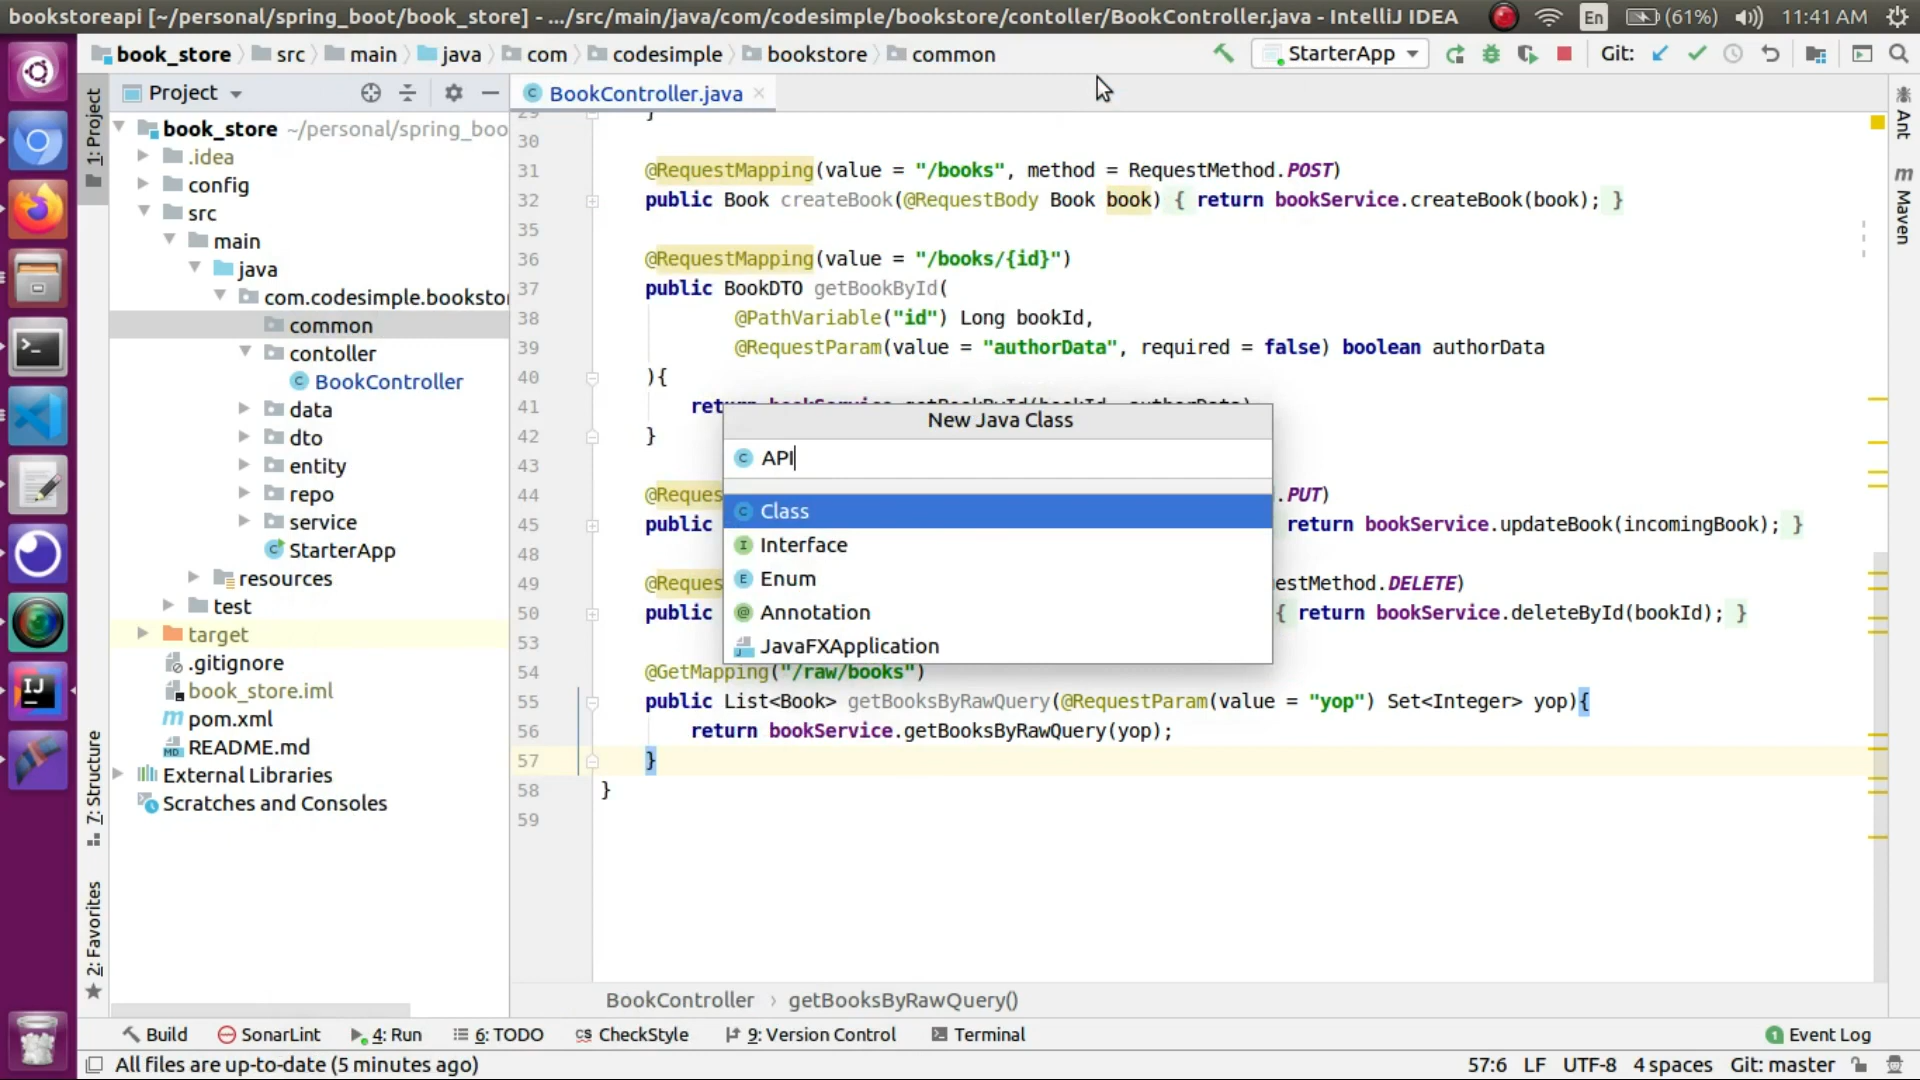 bookstoreapi [~/personal/spring_boot/book_store] - .../src/main/java/com/codesimple/bookstore/contoller/BookController.java - IntelliJ IDEA
En
(61%)
11:41 AM
book_store
src
main
java
com
codesimple
bookstore
common
StarterApp
Git:
1: Project
7: Structure
2: Favorites
Project
book_store ~/personal/spring_boo
.idea
config
src
main
java
com.codesimple.bookstor
common
contoller
BookController
data
dto
entity
repo
service
StarterApp
resources
test
target
.gitignore
book_store.iml
pom.xml
README.md
External Libraries
Scratches and Consoles
BookController.java
29 }
30
31 @RequestMapping(value = "/books", method = RequestMethod.POST)
32 public Book createBook(@RequestBody Book book) { return bookService.createBook(book); }
35
36 @RequestMapping(value = "/books/{id}")
37 public BookDTO getBookById(
38 @PathVariable("id") Long bookId,
39 @RequestParam(value = "authorData", required = false) boolean authorData
40 ){
41 return bookService.getBookById(bookId, authorData)
42 }
43
44 @Reques .PUT)
45 public return bookService.updateBook(incomingBook); }
48
49 @Reques estMethod.DELETE)
50 public { return bookService.deleteById(bookId); }
53
54 @GetMapping("/raw/books")
55 public List<Book> getBooksByRawQuery(@RequestParam(value = "yop") Set<Integer> yop){
56 return bookService.getBooksByRawQuery(yop);
57 }
58 }
59
New Java Class
API
Class
Interface
Enum
Annotation
JavaFXApplication
Ant
Maven
BookController
getBooksByRawQuery()
Build
SonarLint
4: Run
6: TODO
CheckStyle
9: Version Control
Terminal
1 Event Log
All files are up-to-date (5 minutes ago)
57:6
LF
UTF-8
4 spaces
Git: master